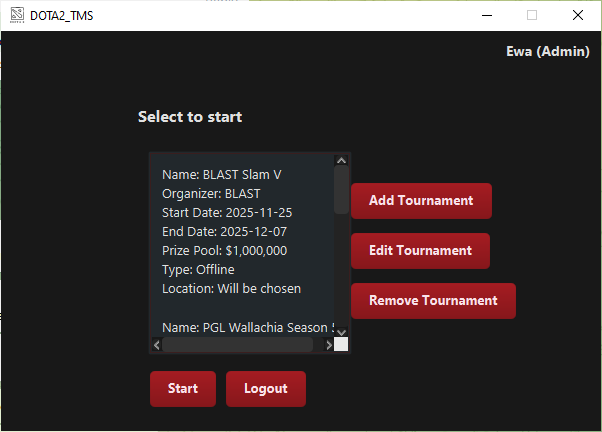 DOTA2_TMS
Ewa (Admin)
Select to start
Name: BLAST Slam V
Organizer: BLAST
Start Date: 2025-11-25
End Date: 2025-12-07
Prize Pool: $1,000,000
Type: Offline
Location: Will be chosen
Name: PGL Wallachia Season
Add Tournament
Edit Tournament
Remove Tournament
Start
Logout